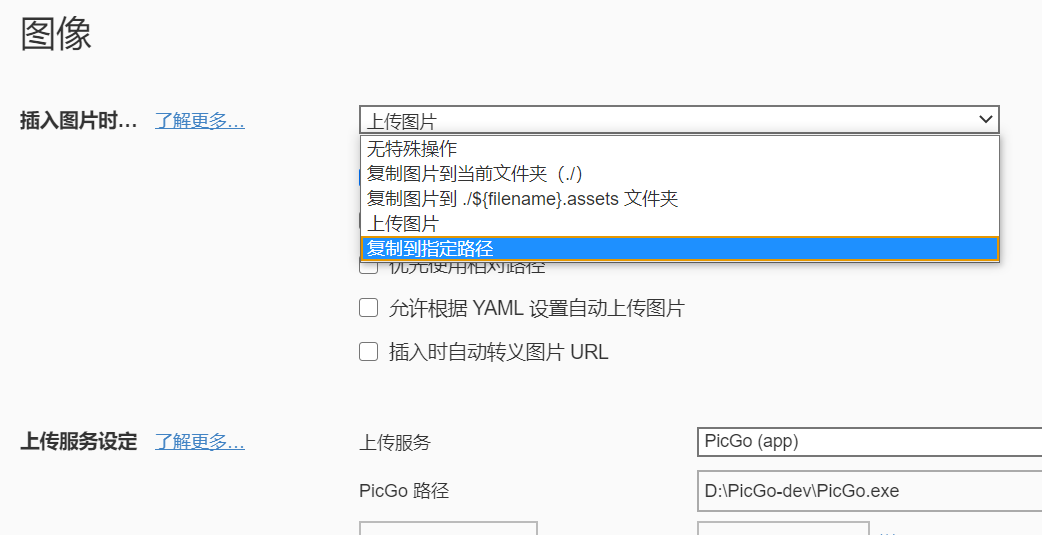 图像
插入图片时... 了解更多... 上传图片
无特殊操作
复制图片到当前文件夹（./）
复制图片到 ./${filename}.assets 文件夹
上传图片
复制到指定路径
优先使用相对路径
允许根据 YAML 设置自动上传图片
插入时自动转义图片 URL
上传服务设定 了解更多... 上传服务 PicGo (app)
PicGo 路径 D:\PicGo-dev\PicGo.exe